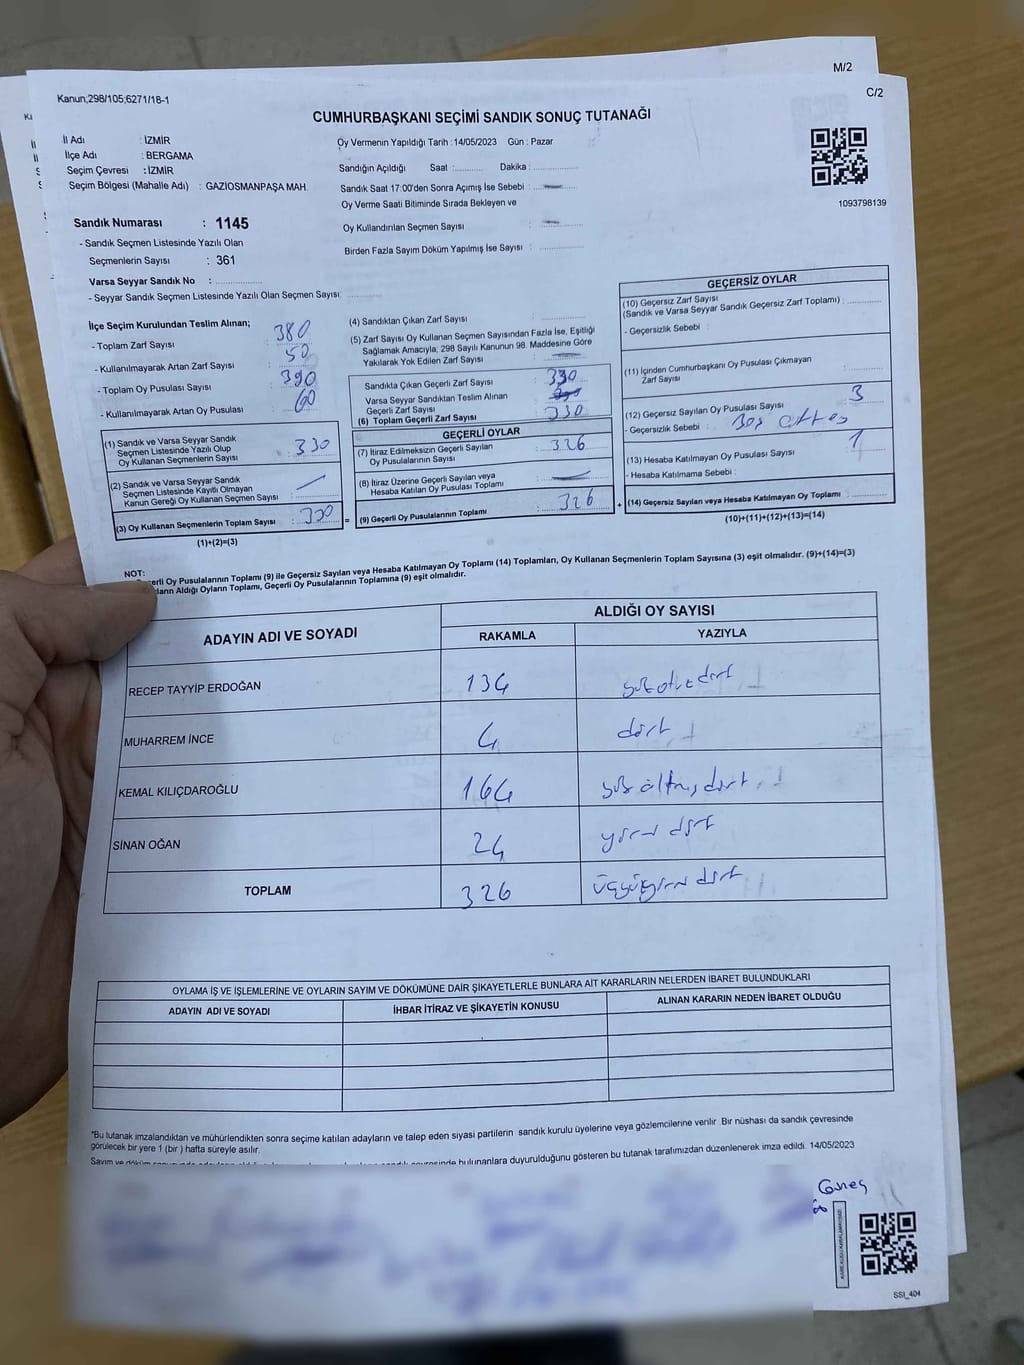 M/2
C/2
Kanun;298/105,6271/18-1
CUMHURBAŞKANI SEÇİMİ SANDIK SONUÇ TUTANAĞI
İl Adı : İZMİR
İlçe Adı : BERGAMA
Seçim Çevresi : İZMİR
Seçim Bölgesi (Mahalle Adı) : GAZİOSMANPAŞA MAH.
Sandık Numarası : 1145
- Sandık Seçmen Listesinde Yazılı Olan
Seçmenlerin Sayısı : 361
Varsa Seyyar Sandık No :
- Seyyar Sandık Seçmen Listesinde Yazılı Olan Seçmen Sayısı:
Oy Vermenin Yapıldığı Tarih : 14/05/2023 Gün : Pazar
Sandığın Açıldığı Saat : Dakika :
Sandık Saat 17:00'den Sonra Açımış İse Sebebi : —
Oy Verme Saati Bitiminde Sırada Bekleyen ve
Oy Kullandırılan Seçmen Sayısı : —
Birden Fazla Sayım Döküm Yapılmış İse Sayısı :
1093798139
İlçe Seçim Kurulundan Teslim Alınan;
- Toplam Zarf Sayısı : 380
- Kullanılmayarak Artan Zarf Sayısı : 50
- Toplam Oy Pusulası Sayısı : 390
- Kullanılmayarak Artan Oy Pusulası : 60
(1) Sandık ve Varsa Seyyar Sandık
Seçmen Listesinde Yazılı Olup
Oy Kullanan Seçmenlerin Sayısı : 330
(2) Sandık ve Varsa Seyyar Sandık
Seçmen Listesinde Kayıtlı Olmayan
Kanun Gereği Oy Kullanan Seçmen Sayısı :
(3) Oy Kullanan Seçmenlerin Toplam Sayısı : 330 =
(1)+(2)=(3)
(4) Sandıktan Çıkan Zarf Sayısı :
(5) Zarf Sayısı Oy Kullanan Seçmen Sayısından Fazla İse, Eşitliği
Sağlamak Amacıyla, 298 Sayılı Kanunun 98. Maddesine Göre
Yakılarak Yok Edilen Zarf Sayısı : —
Sandıkta Çıkan Geçerli Zarf Sayısı : 330
Varsa Seyyar Sandıktan Teslim Alınan
Geçerli Zarf Sayısı :
(6) Toplam Geçerli Zarf Sayısı : 330
GEÇERLİ OYLAR
(7) İtiraz Edilmeksizin Geçerli Sayılan
Oy Pusulalarının Sayısı : 326
(8) İtiraz Üzerine Geçerli Sayılan veya
Hesaba Katılan Oy Pusulası Toplamı : —
(9) Geçerli Oy Pusulalarının Toplamı : 326 +
GEÇERSİZ OYLAR
(10) Geçersiz Zarf Sayısı
(Sandık ve Varsa Seyyar Sandık Geçersiz Zarf Toplamı) :
- Geçersizlik Sebebi :
(11) İçinden Cumhurbaşkanı Oy Pusulası Çıkmayan
Zarf Sayısı :
(12) Geçersiz Sayılan Oy Pusulası Sayısı : 3
- Geçersizlik Sebebi :
(13) Hesaba Katılmayan Oy Pusulası Sayısı : 1
- Hesaba Katılmama Sebebi :
(14) Geçersiz Sayılan veya Hesaba Katılmayan Oy Toplamı :
(10)+(11)+(12)+(13)=(14)
NOT:
Oy Pusulalarının Toplamı (9) ile Geçersiz Sayılan veya Hesaba Katılmayan Oy Toplamı (14) Toplamları, Oy Kullanan Seçmenlerin Toplam Sayısına (3) eşit olmalıdır. (9)+(14)=(3)
Aldığı Oyların Toplamı, Geçerli Oy Pusulalarının Toplamına (9) eşit olmalıdır.
ADAYIN ADI VE SOYADI ALDIĞI OY SAYISI
RAKAMLA YAZIYLA
RECEP TAYYİP ERDOĞAN 134 yüz otuz dört
MUHARREM İNCE 4 dört
KEMAL KILIÇDAROĞLU 164 yüz altmış dört
SİNAN OĞAN 24 yirmi dört
TOPLAM 326 üçyüzyirmi dört
OYLAMA İŞ VE İŞLEMLERİNE VE OYLARIN SAYIM VE DÖKÜMÜNE DAİR ŞİKAYETLERLE BUNLARA AİT KARARLARIN NELERDEN İBARET BULUNDUKLARI
ADAYIN ADI VE SOYADI İHBAR İTİRAZ VE ŞİKAYETİN KONUSU ALINAN KARARIN NEDEN İBARET OLDUĞU
*Bu tutanak imzalandıktan ve mühürlendikten sonra seçime katılan adayların ve talep eden siyasi partilerin sandık kurulu üyelerine veya gözlemcilerine verilir. Bir nüshası da sandık çevresinde
görülecek bir yere 1 (bir ) hafta süreyle asılır.
Sayım ve bulunanlara duyurulduğunu gösteren bu tutanak tarafımızdan düzenlenerek imza edildi. 14/05/2023
Güneş
SSI_404